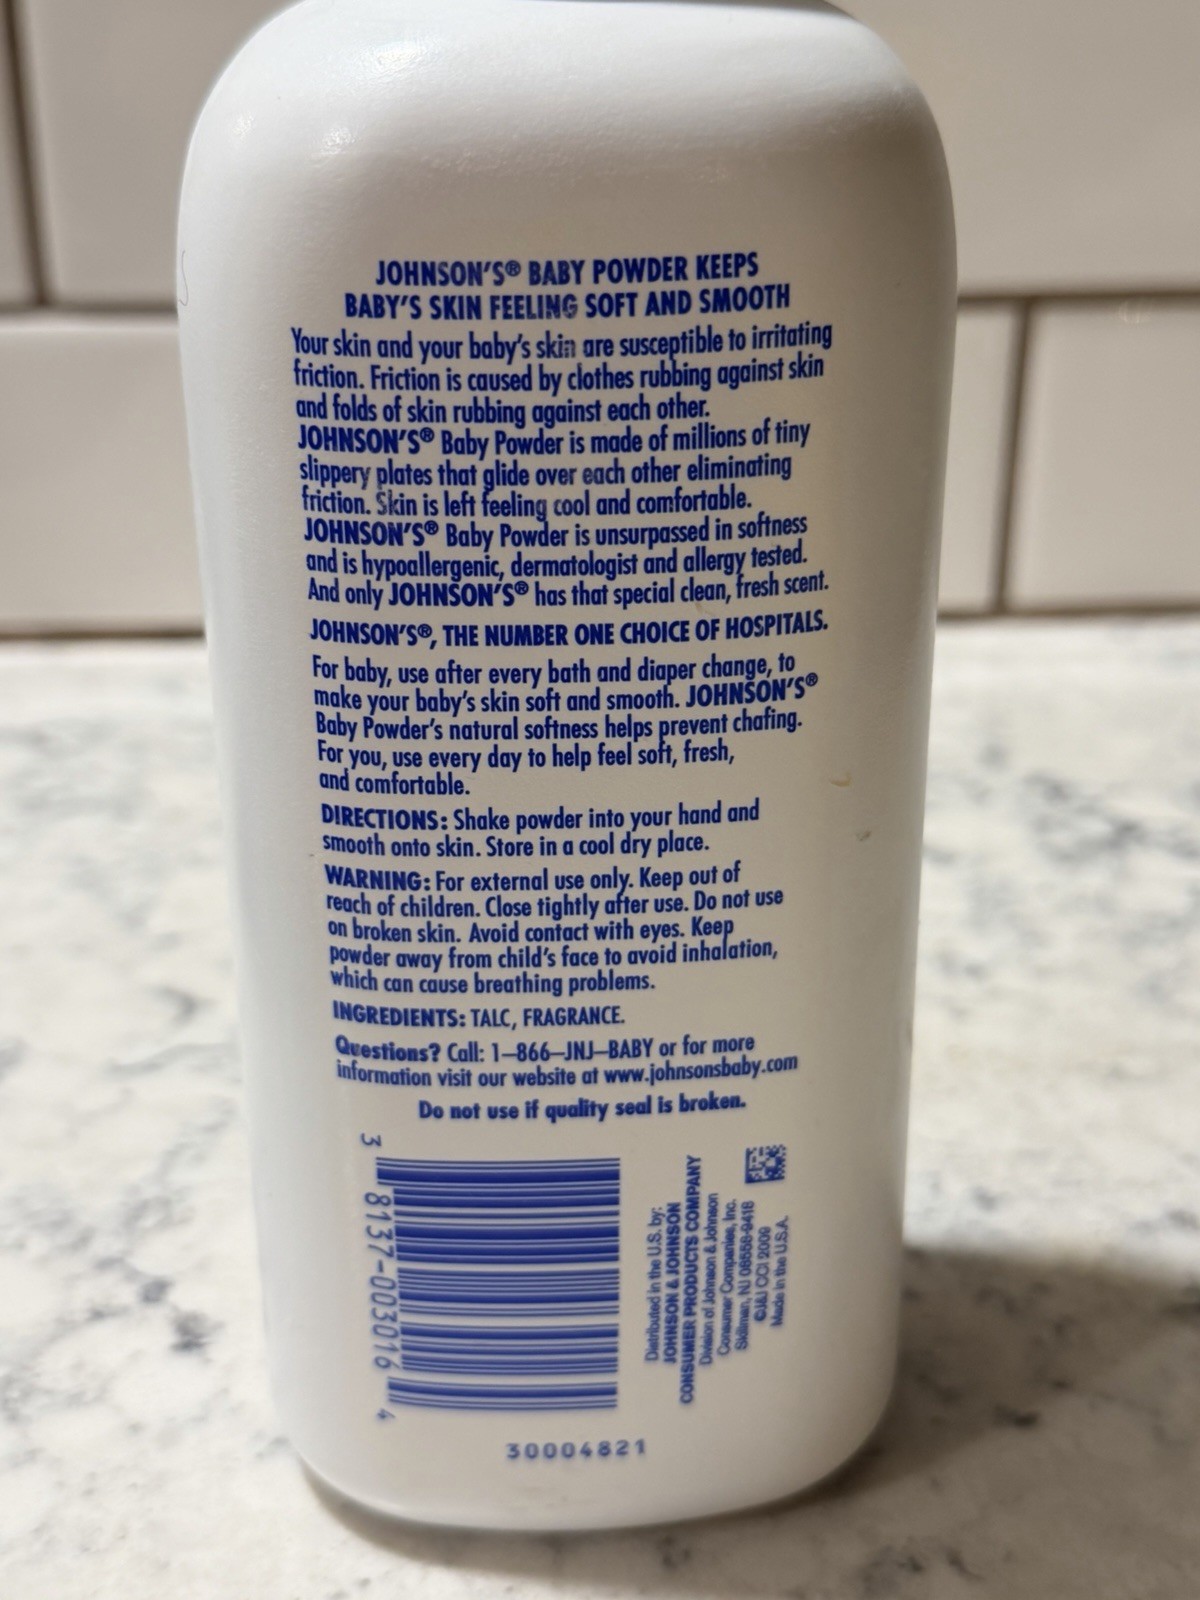 JOHNSON'S® BABY POWDER KEEPS
BABY'S SKIN FEELING SOFT AND SMOOTH
Your skin and your baby's skin are susceptible to irritating
friction. Friction is caused by clothes rubbing against skin
and folds of skin rubbing against each other.
JOHNSON'S® Baby Powder is made of millions of tiny
slippery plates that glide over each other eliminating
friction. Skin is left feeling cool and comfortable.
JOHNSON'S® Baby Powder is unsurpassed in softness
and is hypoallergenic, dermatologist and allergy tested.
And only JOHNSON'S® has that special clean, fresh scent.
JOHNSON'S®, THE NUMBER ONE CHOICE OF HOSPITALS.
For baby, use after every bath and diaper change, to
make your baby's skin soft and smooth. JOHNSON'S®
Baby Powder's natural softness helps prevent chafing.
For you, use every day to help feel soft, fresh,
and comfortable.
DIRECTIONS: Shake powder into your hand and
smooth onto skin. Store in a cool dry place.
WARNING: For external use only. Keep out of
reach of children. Close tightly after use. Do not use
on broken skin. Avoid contact with eyes. Keep
powder away from child's face to avoid inhalation,
which can cause breathing problems.
INGREDIENTS: TALC, FRAGRANCE.
Questions? Call: 1–866–JNJ–BABY or for more
information visit our website at www.johnsonsbaby.com
Do not use if quality seal is broken.
3 8137-003016 4
Distributed in the U.S. by:
JOHNSON & JOHNSON
CONSUMER PRODUCTS COMPANY
Division of Johnson & Johnson
Consumer Companies, Inc.
Skillman, NJ 08558-9418
©J&J CCI 2009
Made in the U.S.A.
30004821